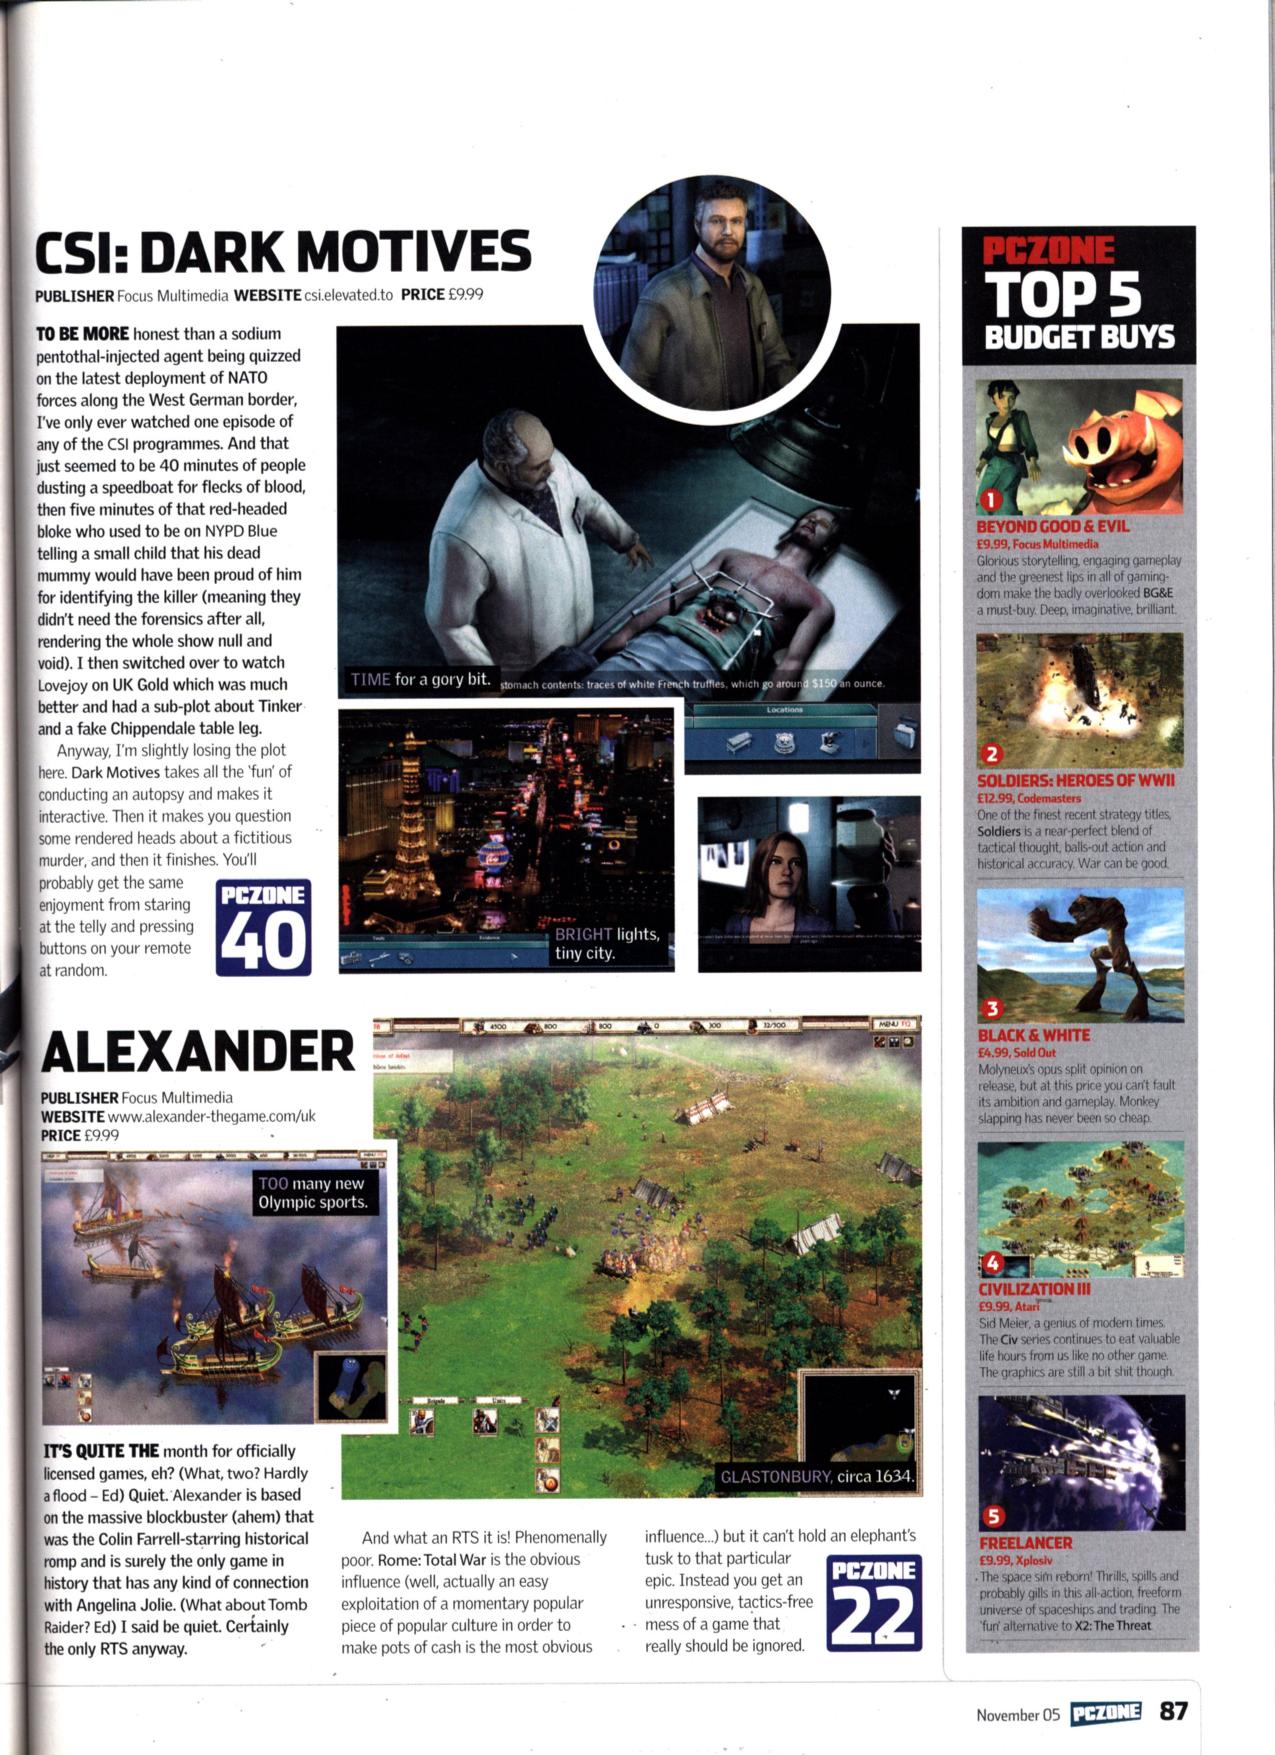 CSI: DARK MOTIVES
PUBLISHER Focus Multimedia WEBSITE csi.elevated.to PRICE £9.99
TO BE MORE honest than a sodium
pentothal-injected agent being quizzed
on the latest deployment of NATO
forces along the West German border,
I've only ever watched one episode of
any of the CSI programmes. And that
just seemed to be 40 minutes of people
dusting a speedboat for flecks of blood,
then five minutes of that red-headed
bloke who used to be on NYPD Blue
telling a small child that his dead
mummy would have been proud of him
for identifying the killer (meaning they
didn't need the forensics after all,
rendering the whole show null and
void). I then switched over to watch
Lovejoy on UK Gold which was much
better and had a sub-plot about Tinker
and a fake Chippendale table leg.
Anyway, I'm slightly losing the plot
here. Dark Motives takes all the 'fun' of
conducting an autopsy and makes it
interactive. Then it makes you question
some rendered heads about a fictitious
murder, and then it finishes. You'll
probably get the same
enjoyment from staring
at the telly and pressing
buttons on your remote
at random.
PCZONE
40
TIME for a gory bit.
stomach contents: traces of white French truffles, which go around $150 an ounce.
Locations
BRIGHT lights,
tiny city.
Tools
Evidence
ALEXANDER
PUBLISHER Focus Multimedia
WEBSITE www.alexander-thegame.com/uk
PRICE £9.99
TOO many new
Olympic sports.
4500
800
800
0
300
32/300
MENU F12
Brigade
Units
GLASTONBURY, circa 1634.
IT'S QUITE THE month for officially
licensed games, eh? (What, two? Hardly
a flood – Ed) Quiet. Alexander is based
on the massive blockbuster (ahem) that
was the Colin Farrell-starring historical
romp and is surely the only game in
history that has any kind of connection
with Angelina Jolie. (What about Tomb
Raider? Ed) I said be quiet. Certainly
the only RTS anyway.
And what an RTS it is! Phenomenally
poor. Rome: Total War is the obvious
influence (well, actually an easy
exploitation of a momentary popular
piece of popular culture in order to
make pots of cash is the most obvious
influence...) but it can't hold an elephant's
tusk to that particular
epic. Instead you get an
unresponsive, tactics-free
mess of a game that
really should be ignored.
PCZONE
22
PCZONE
TOP 5
BUDGET BUYS
1
BEYOND GOOD & EVIL
£9.99, Focus Multimedia
Glorious storytelling, engaging gameplay
and the greenest lips in all of gaming-
dom make the badly overlooked BG&E
a must-buy. Deep, imaginative, brilliant.
2
SOLDIERS: HEROES OF WWII
£12.99, Codemasters
One of the finest recent strategy titles,
Soldiers is a near-perfect blend of
tactical thought, balls-out action and
historical accuracy. War can be good.
3
BLACK & WHITE
£4.99, Sold Out
Molyneux's opus split opinion on
release, but at this price you can't fault
its ambition and gameplay. Monkey
slapping has never been so cheap.
4
CIVILIZATION III
£9.99, Atari
Sid Meier, a genius of modern times.
The Civ series continues to eat valuable
life hours from us like no other game.
The graphics are still a bit shit though.
5
FREELANCER
£9.99, Xplosiv
The space sim reborn! Thrills, spills and
probably gills in this all-action, freeform
universe of spaceships and trading. The
'fun' alternative to X2: The Threat.
November 05 PCZONE 87